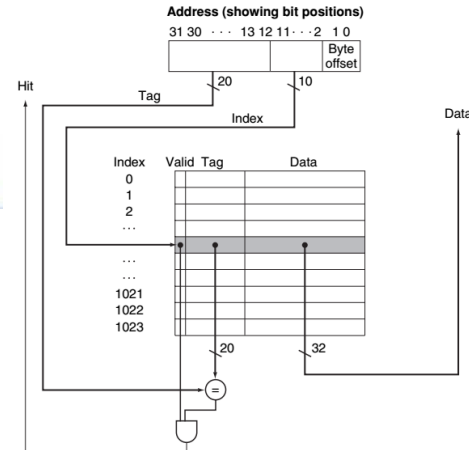 Address (showing bit positions)
31 30 · · · 13 12 11 · · · 2 1 0
Byte
offset
20
10
Hit
Tag
Index
Data
Index Valid Tag Data
0
1
2
. . .
. . .
. . .
1021
1022
1023
20
32
=